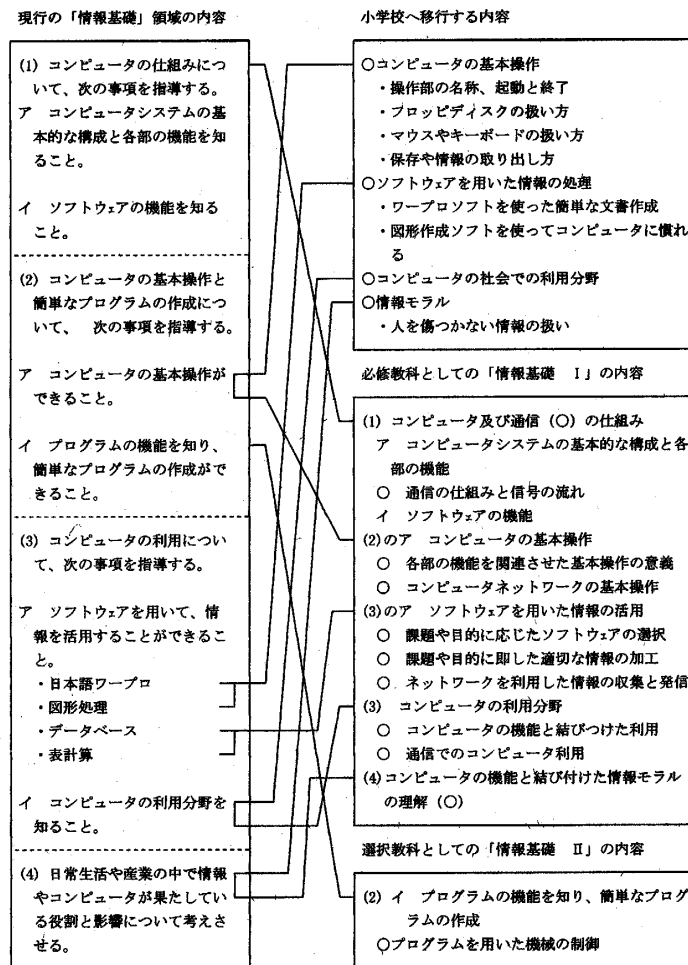 現行の「情報基礎」領域の内容
(1) コンピュータの仕組みにつ
いて、次の事項を指導する。
ア コンピュータシステムの基
本的な構成と各部の機能を知
ること。
イ ソフトウェアの機能を知る
こと。
(2) コンピュータの基本操作と
簡単なプログラムの作成につ
いて、 次の事項を指導する。
ア コンピュータの基本操作が
できること。
イ プログラムの機能を知り、
簡単なプログラムの作成がで
きること。
(3) コンピュータの利用につい
て、次の事項を指導する。
ア ソフトウェアを用いて、情
報を活用することができるこ
と。
・日本語ワープロ
・図形処理
・データベース
・表計算
イ コンピュータの利用分野を
知ること。
(4) 日常生活や産業の中で情報
やコンピュータが果たしてい
る役割と影響について考えさ
せる。
小学校へ移行する内容
○コンピュータの基本操作
・操作部の名称、起動と終了
・フロッピディスクの扱い方
・マウスやキーボードの扱い方
・保存や情報の取り出し方
○ソフトウェアを用いた情報の処理
・ワープロソフトを使った簡単な文書作成
・図形作成ソフトを使ってコンピュータに慣れ
る
○コンピュータの社会での利用分野
○情報モラル
・人を傷つかない情報の扱い
必修教科としての「情報基礎 Ⅰ」の内容
(1) コンピュータ及び通信（○）の仕組み
ア コンピュータシステムの基本的な構成と各
部の機能
○ 通信の仕組みと信号の流れ
イ ソフトウェアの機能
(2)のア コンピュータの基本操作
○ 各部の機能を関連させた基本操作の意義
○ コンピュータネットワークの基本操作
(3)のア ソフトウェアを用いた情報の活用
○ 課題や目的に応じたソフトウェアの選択
○ 課題や目的に即した適切な情報の加工
○ ネットワークを利用した情報の収集と発信
(3) コンピュータの利用分野
○ コンピュータの機能と結びつけた利用
○ 通信でのコンピュータ利用
(4)コンピュータの機能と結び付けた情報モラル
の理解（○）
選択教科としての「情報基礎 Ⅱ」の内容
(2) イ プログラムの機能を知り、簡単なプログ
ラムの作成
○プログラムを用いた機械の制御